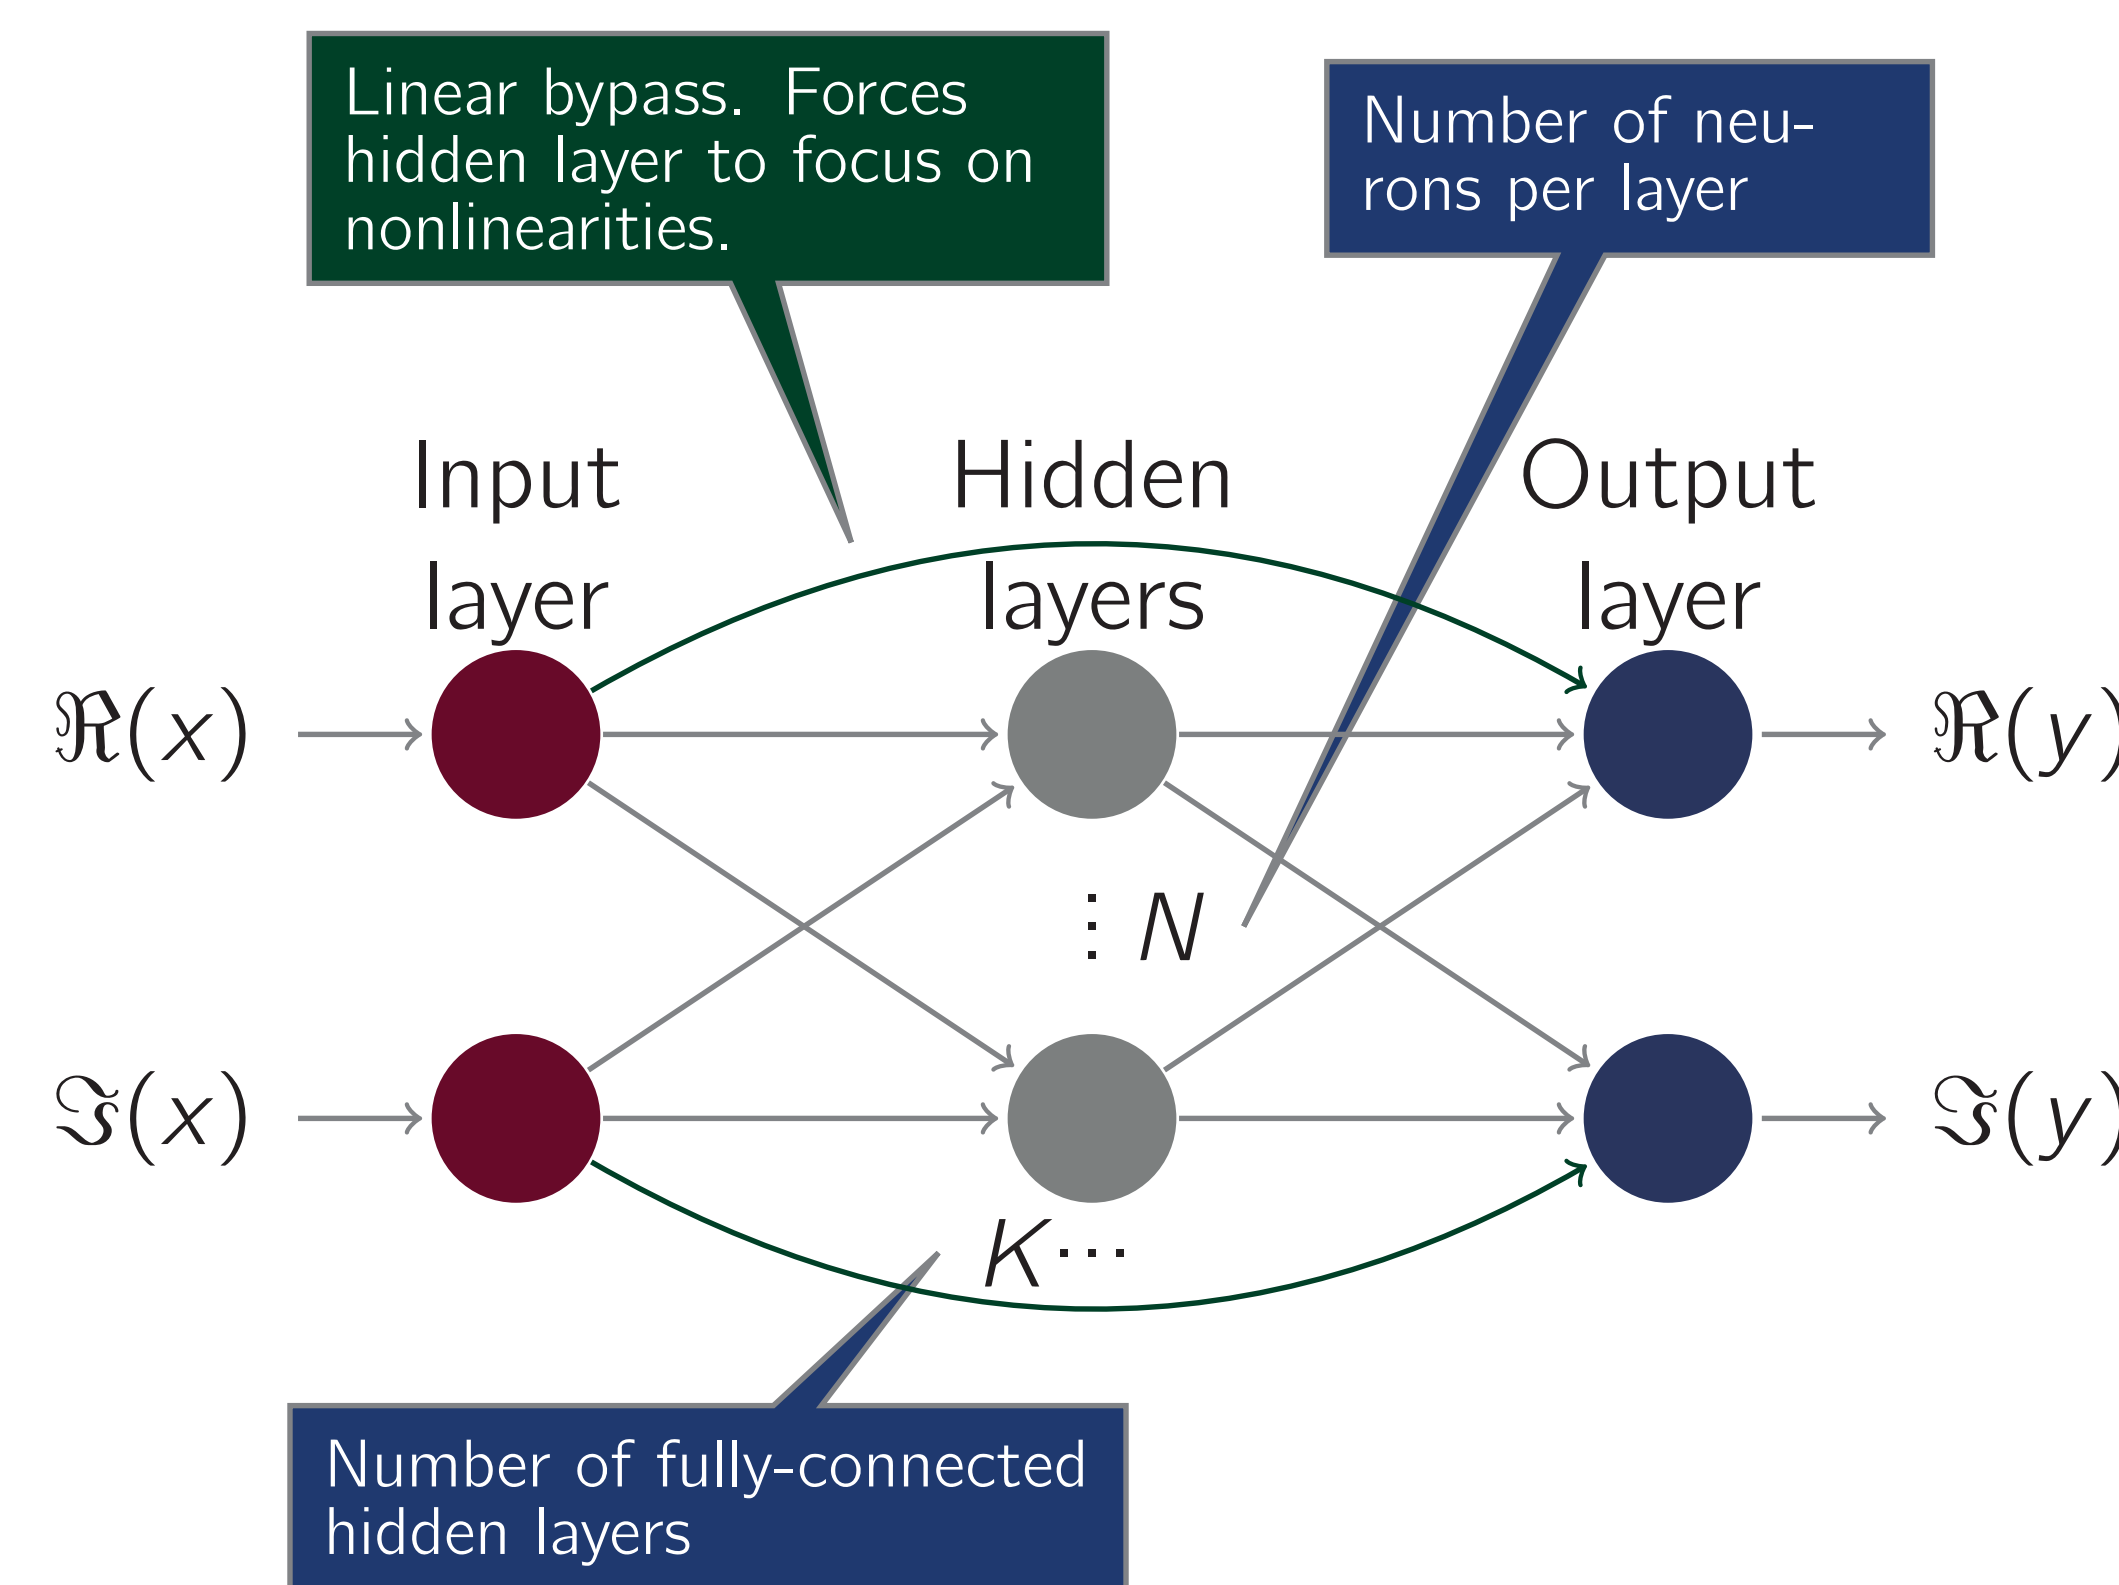 Linear bypass. Forces
hidden layer to focus on
nonlinearities.
Number of neu-
rons per layer
Input
layer
Hidden
layers
Output
layer
ℜ(x)
ℜ(y)
⋮ N
ℑ(x)
ℑ(y)
K ⋯
Number of fully-connected
hidden layers